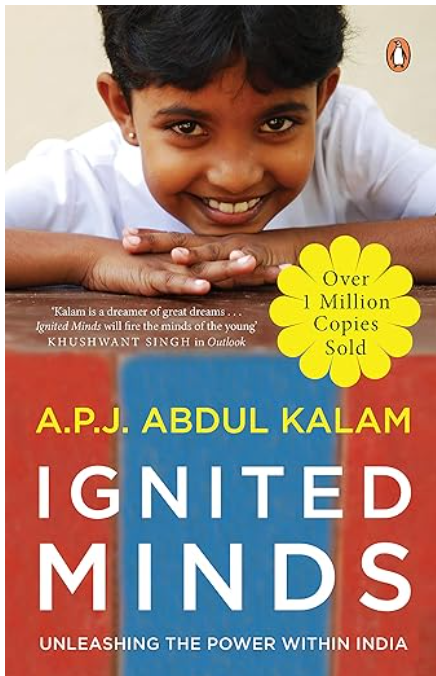 Over
1 Million
Copies
Sold
'Kalam is a dreamer of great dreams . . .
Ignited Minds will fire the minds of the young'
KHUSHWANT SINGH in Outlook
A.P.J. ABDUL KALAM
IGNITED
MINDS
UNLEASHING THE POWER WITHIN INDIA